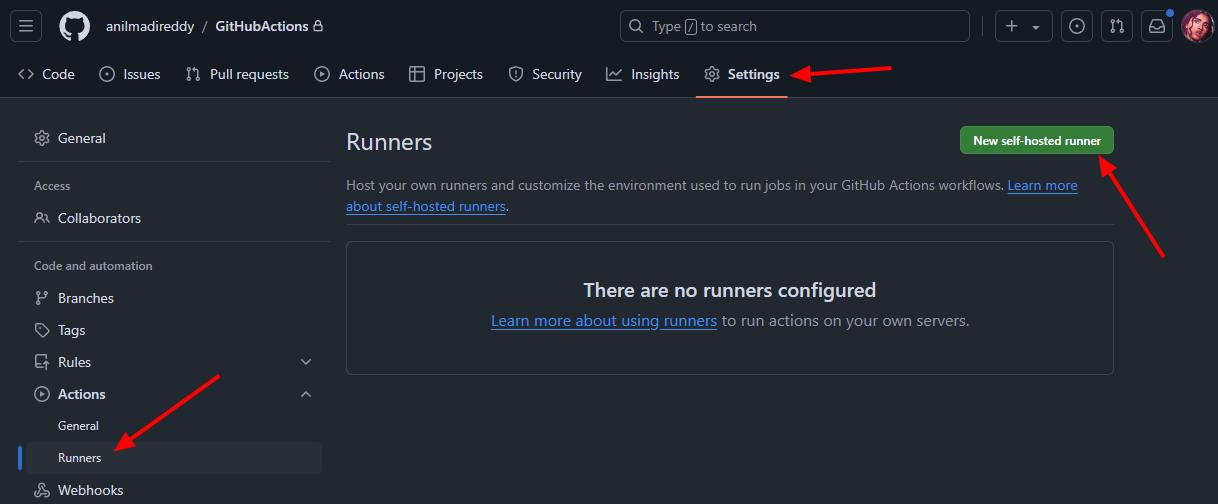 anilmadireddy / GitHubActions
Type / to search
Code
Issues
Pull requests
Actions
Projects
Security
Insights
Settings
General
Access
Collaborators
Code and automation
Branches
Tags
Rules
Actions
General
Runners
Webhooks
Runners
New self-hosted runner
Host your own runners and customize the environment used to run jobs in your GitHub Actions workflows. Learn more
about self-hosted runners.
There are no runners configured
Learn more about using runners to run actions on your own servers.